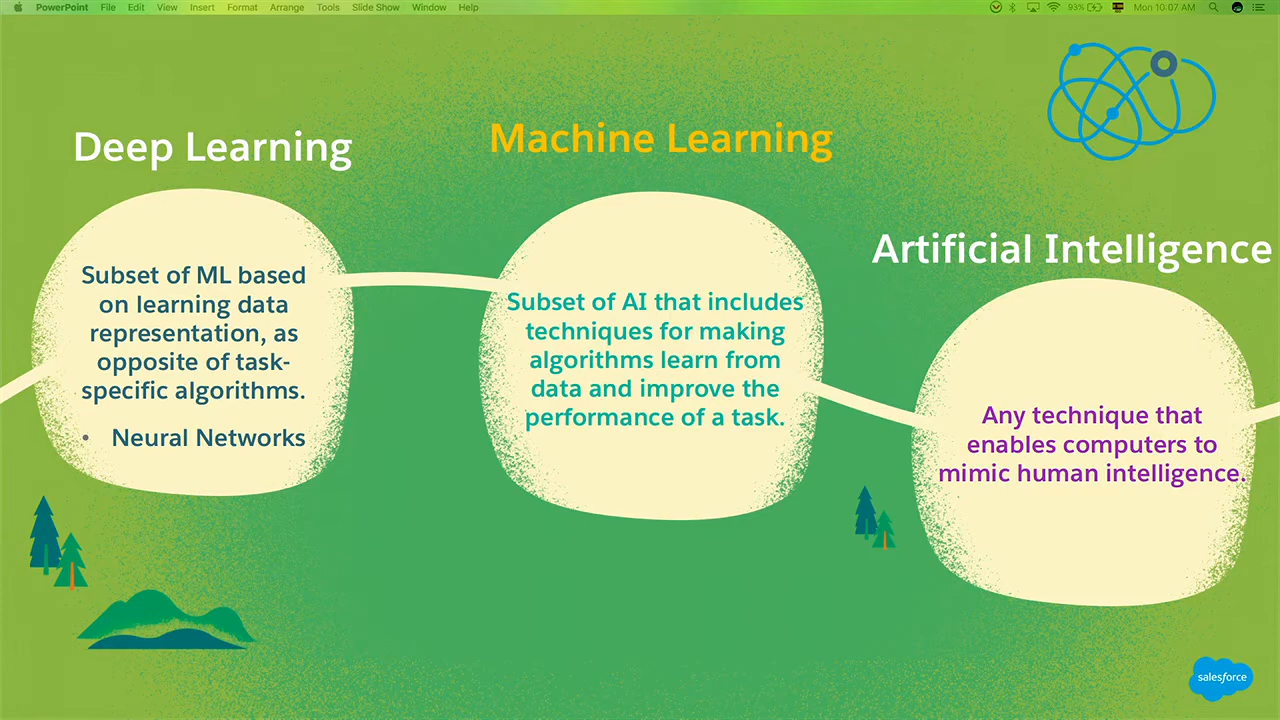 PowerPoint File Edit View Insert Format Arrange Tools Slide Show Window Help 93% Mon 10:07 AM
Deep Learning
Subset of ML based
on learning data
representation, as
opposite of task-
specific algorithms.
• Neural Networks
Machine Learning
Subset of AI that includes
techniques for making
algorithms learn from
data and improve the
performance of a task.
Artificial Intelligence
Any technique that
enables computers to
mimic human intelligence.
salesforce